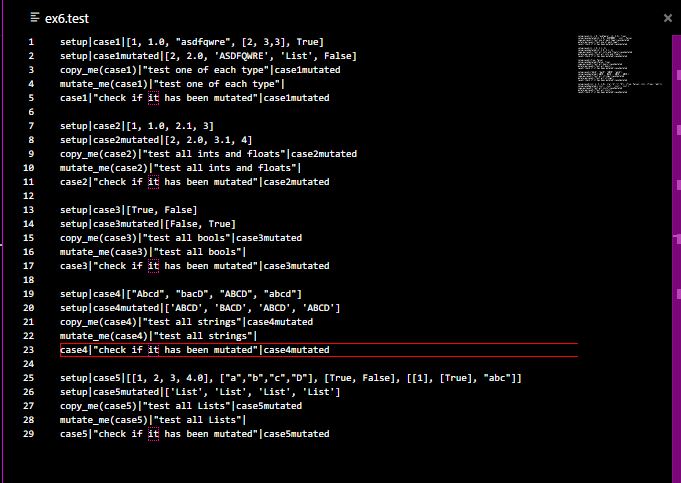 ex6.test
1 setup|case1|[1, 1.0, "asdfqwre", [2, 3,3], True]
2 setup|case1mutated|[2, 2.0, 'ASDFQWRE', 'List', False]
3 copy_me(case1)|"test one of each type"|case1mutated
4 mutate_me(case1)|"test one of each type"|
5 case1|"check if it has been mutated"|case1mutated
6
7 setup|case2|[1, 1.0, 2.1, 3]
8 setup|case2mutated|[2, 2.0, 3.1, 4]
9 copy_me(case2)|"test all ints and floats"|case2mutated
10 mutate_me(case2)|"test all ints and floats"|
11 case2|"check if it has been mutated"|case2mutated
12
13 setup|case3|[True, False]
14 setup|case3mutated|[False, True]
15 copy_me(case3)|"test all bools"|case3mutated
16 mutate_me(case3)|"test all bools"|
17 case3|"check if it has been mutated"|case3mutated
18
19 setup|case4|["Abcd", "bacD", "ABCD", "abcd"]
20 setup|case4mutated|['ABCD', 'BACD', 'ABCD', 'ABCD']
21 copy_me(case4)|"test all strings"|case4mutated
22 mutate_me(case4)|"test all strings"|
23 case4|"check if it has been mutated"|case4mutated
24
25 setup|case5|[[1, 2, 3, 4.0], ["a","b","c","D"], [True, False], [[1], [True], "abc"]]
26 setup|case5mutated|['List', 'List', 'List', 'List']
27 copy_me(case5)|"test all Lists"|case5mutated
28 mutate_me(case5)|"test all Lists"|
29 case5|"check if it has been mutated"|case5mutated